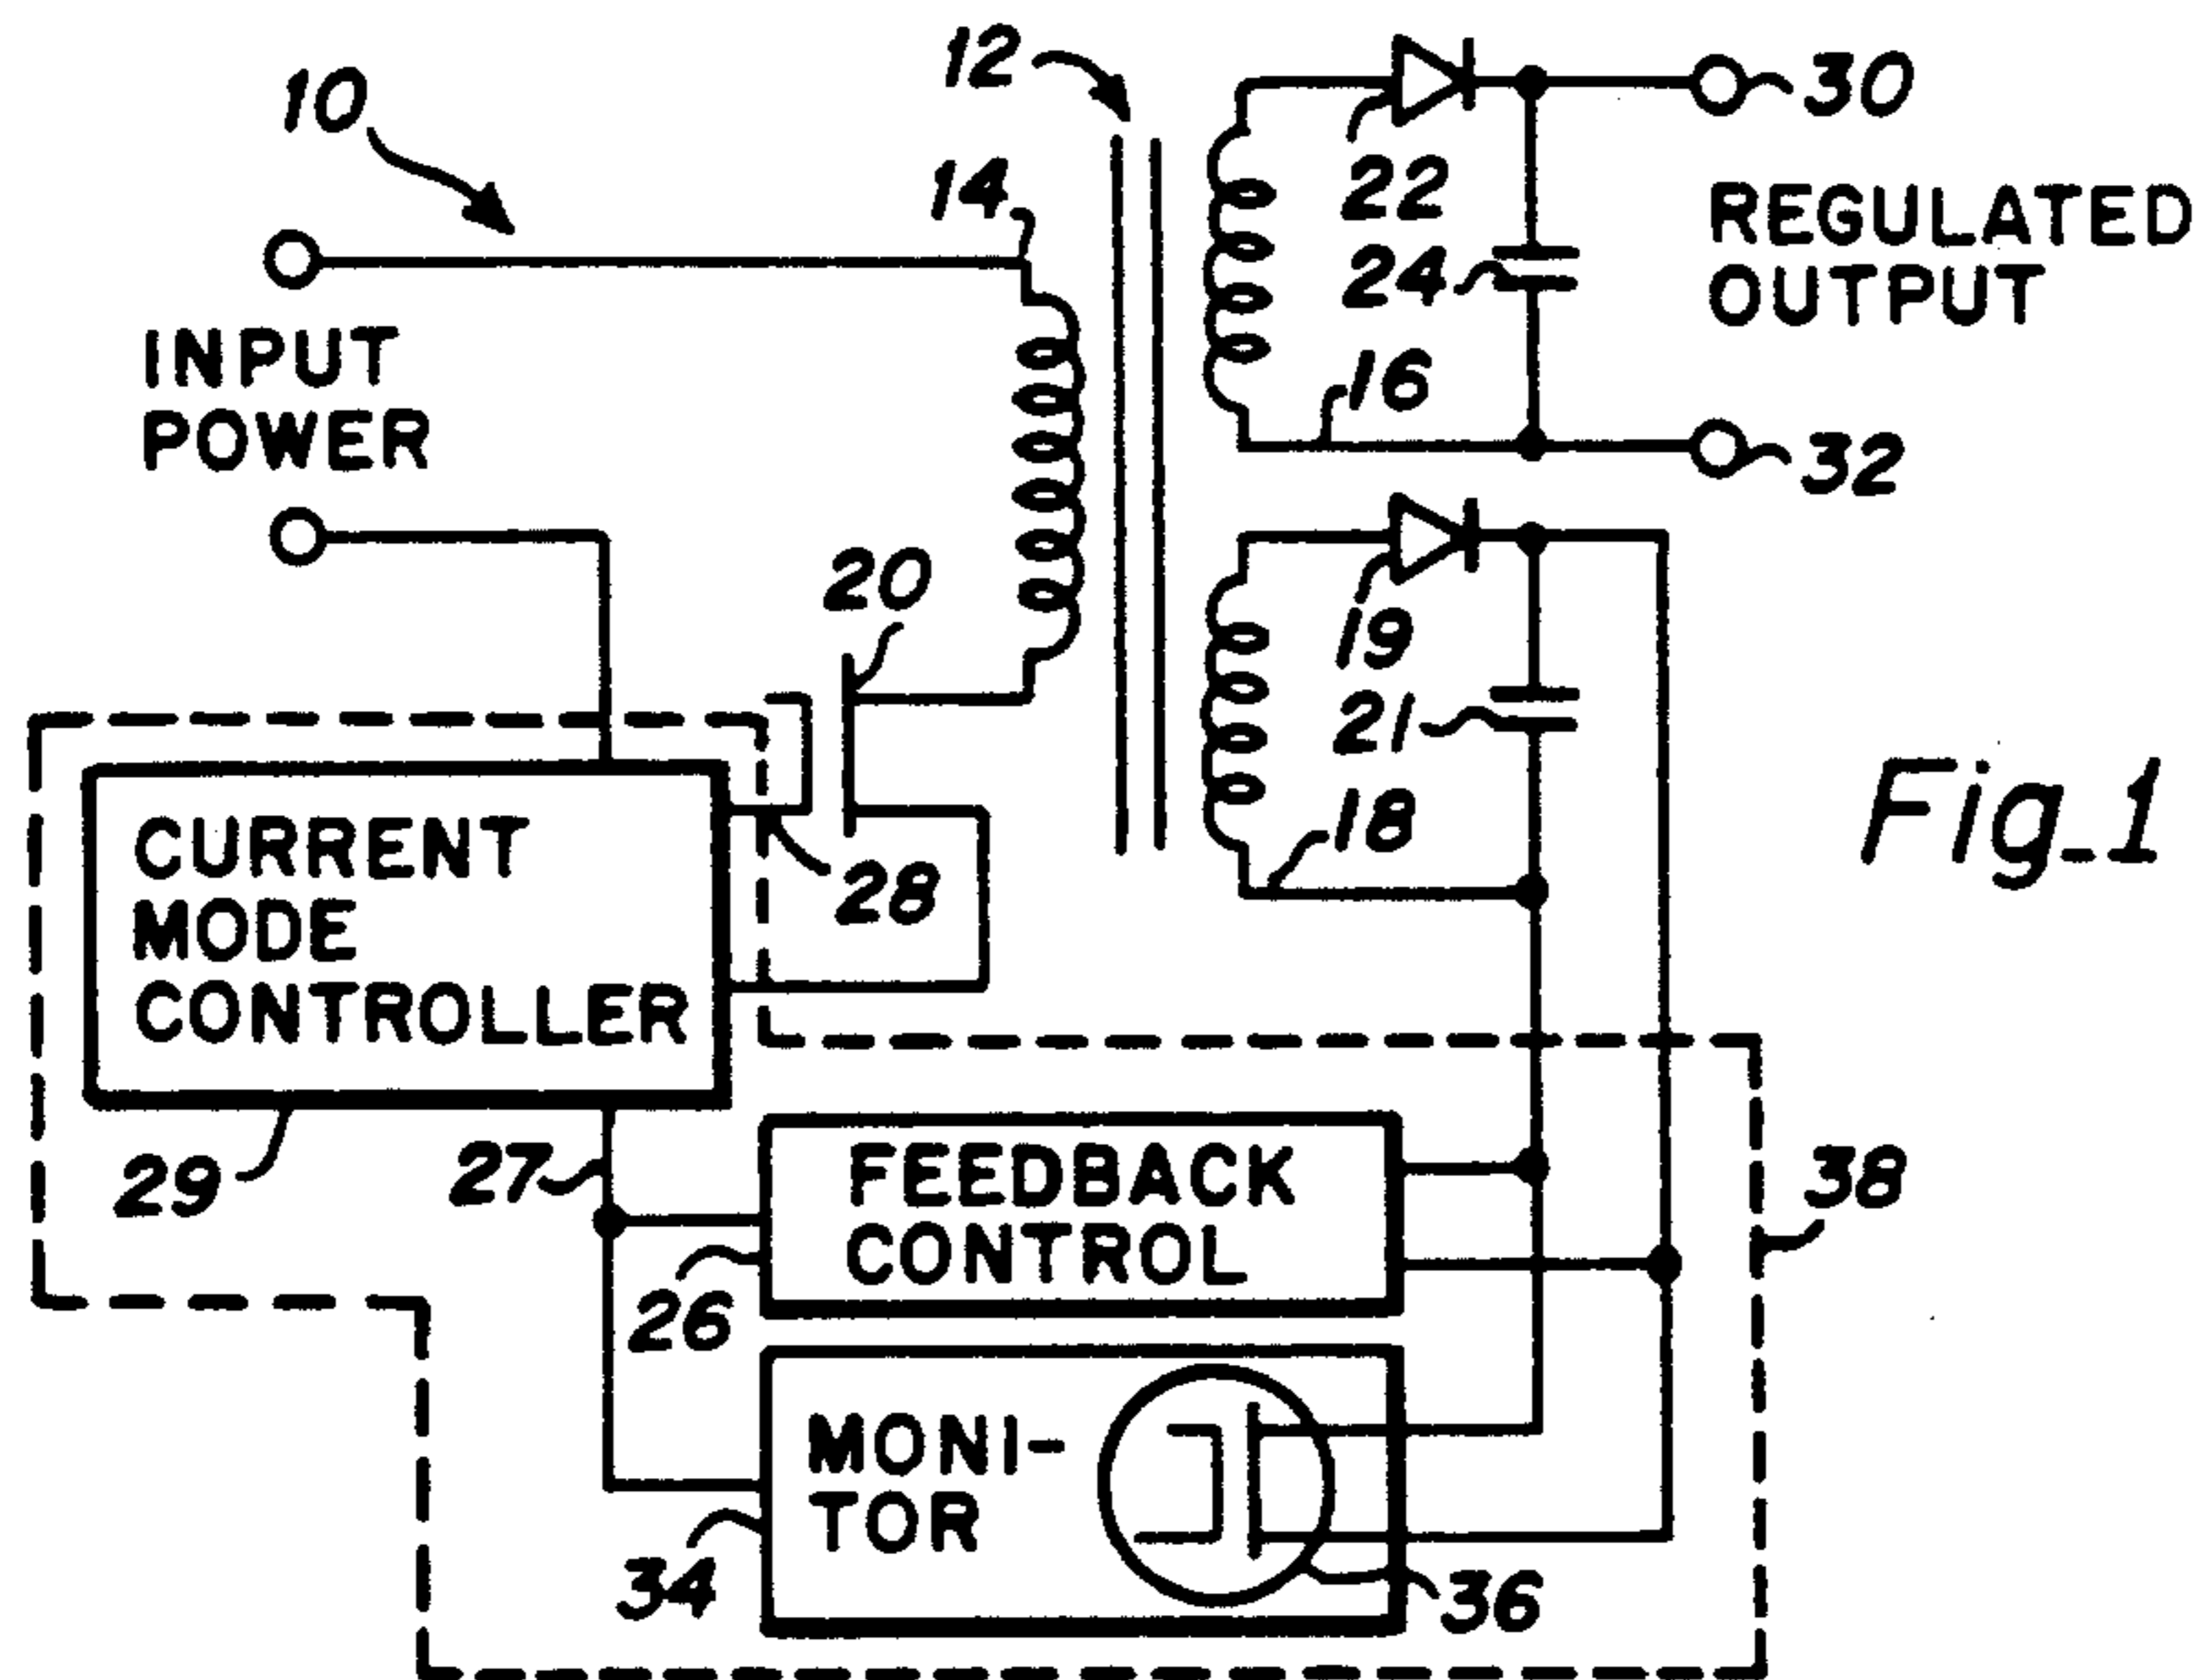 10
12
14
22
24
16
30
REGULATED
OUTPUT
32
INPUT
POWER
20
19
21
18
28
CURRENT
MODE
CONTROLLER
Fig_1
29
27
FEEDBACK
CONTROL
26
38
MONI-
TOR
34
36